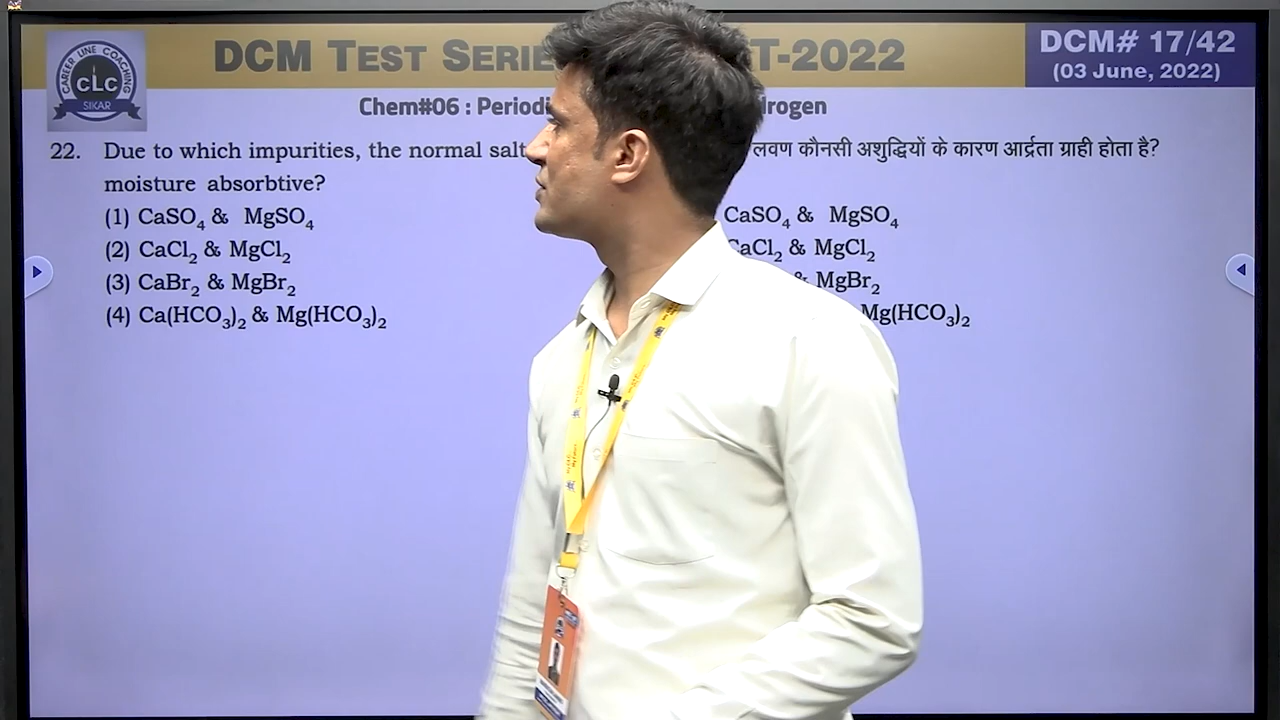 DCM TEST SERIE T-2022
DCM# 17/42
(03 June, 2022)
CAREER LINE COACHING
CLC
SIKAR
Chem#06 : Periodi drogen
22. Due to which impurities, the normal salt
moisture absorbtive?
(1) CaSO₄ & MgSO₄
(2) CaCl₂ & MgCl₂
(3) CaBr₂ & MgBr₂
(4) Ca(HCO₃)₂ & Mg(HCO₃)₂
लवण कौनसी अशुद्धियों के कारण आर्द्रता ग्राही होता है?
CaSO₄ & MgSO₄
CaCl₂ & MgCl₂
& MgBr₂
Mg(HCO₃)₂